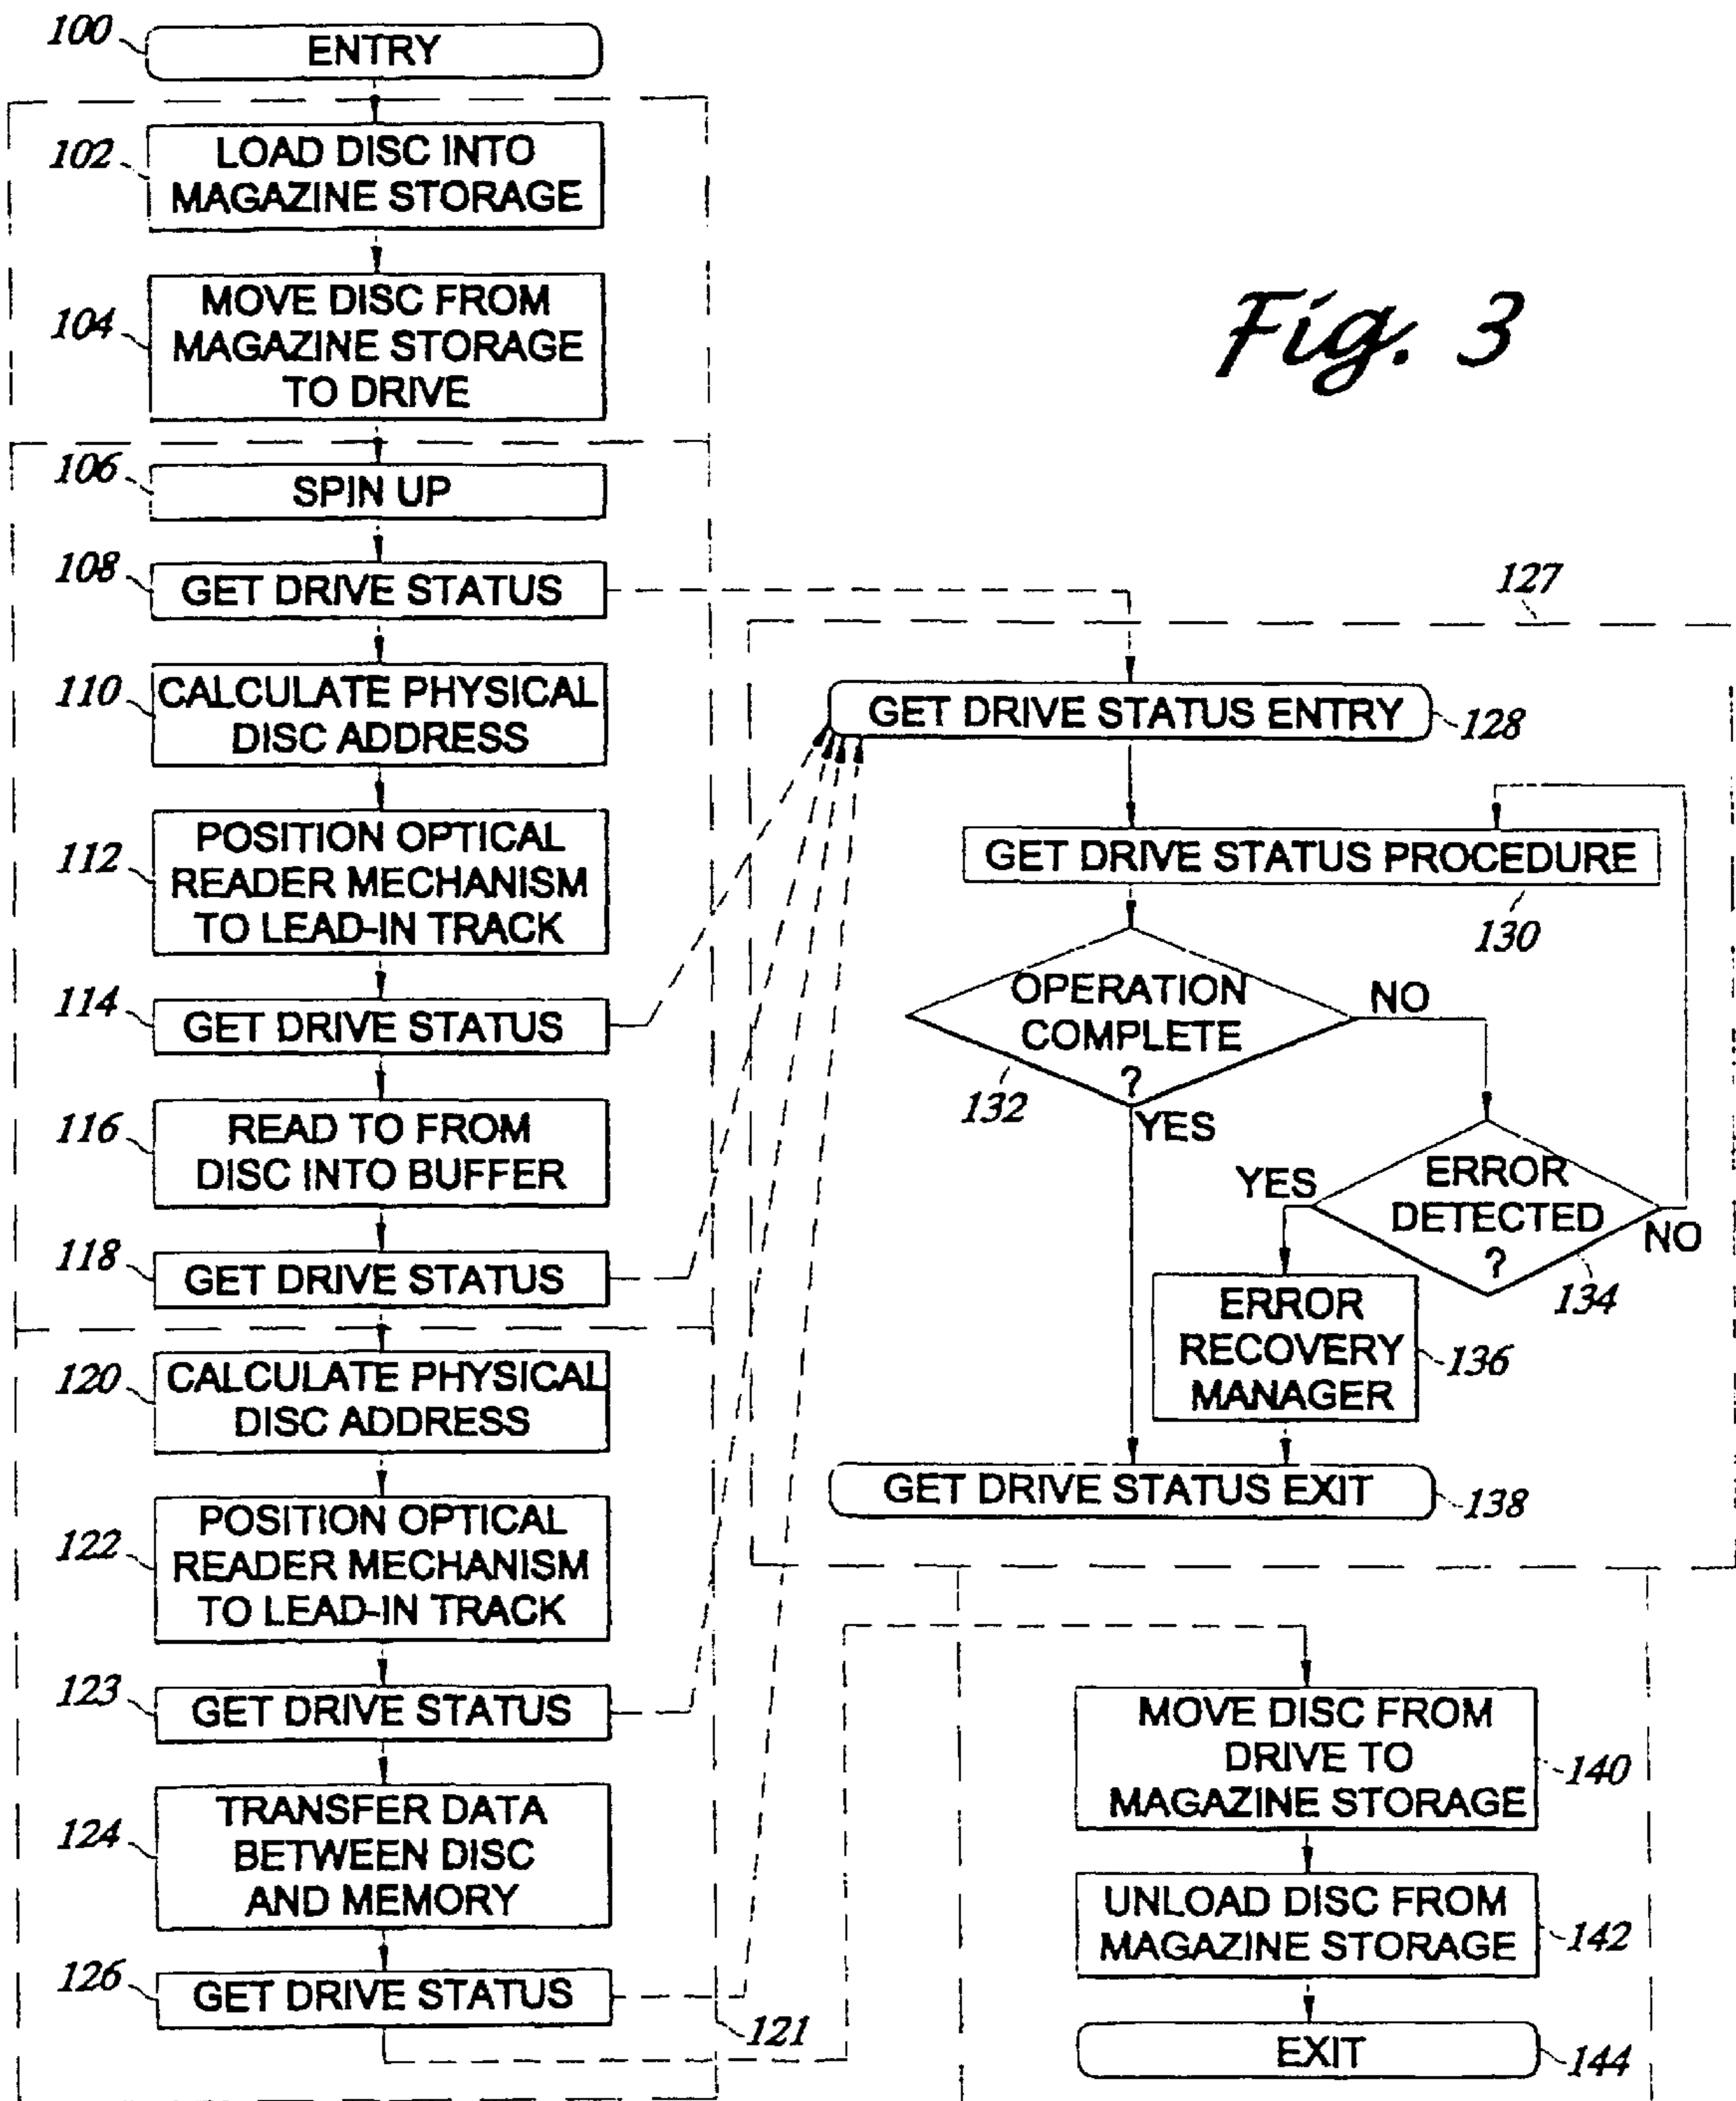 100
ENTRY
102
LOAD DISC INTO
MAGAZINE STORAGE
104
MOVE DISC FROM
MAGAZINE STORAGE
TO DRIVE
Fig. 3
106
SPIN UP
108
GET DRIVE STATUS
110
CALCULATE PHYSICAL
DISC ADDRESS
112
POSITION OPTICAL
READER MECHANISM
TO LEAD-IN TRACK
114
GET DRIVE STATUS
116
READ TO FROM
DISC INTO BUFFER
118
GET DRIVE STATUS
120
CALCULATE PHYSICAL
DISC ADDRESS
122
POSITION OPTICAL
READER MECHANISM
TO LEAD-IN TRACK
123
GET DRIVE STATUS
124
TRANSFER DATA
BETWEEN DISC
AND MEMORY
126
GET DRIVE STATUS
121
127
GET DRIVE STATUS ENTRY
128
GET DRIVE STATUS PROCEDURE
130
OPERATION
COMPLETE
?
132
NO
YES
ERROR
DETECTED
?
134
YES
NO
ERROR
RECOVERY
MANAGER
136
GET DRIVE STATUS EXIT
138
MOVE DISC FROM
DRIVE TO
MAGAZINE STORAGE
140
UNLOAD DISC FROM
MAGAZINE STORAGE
142
EXIT
144